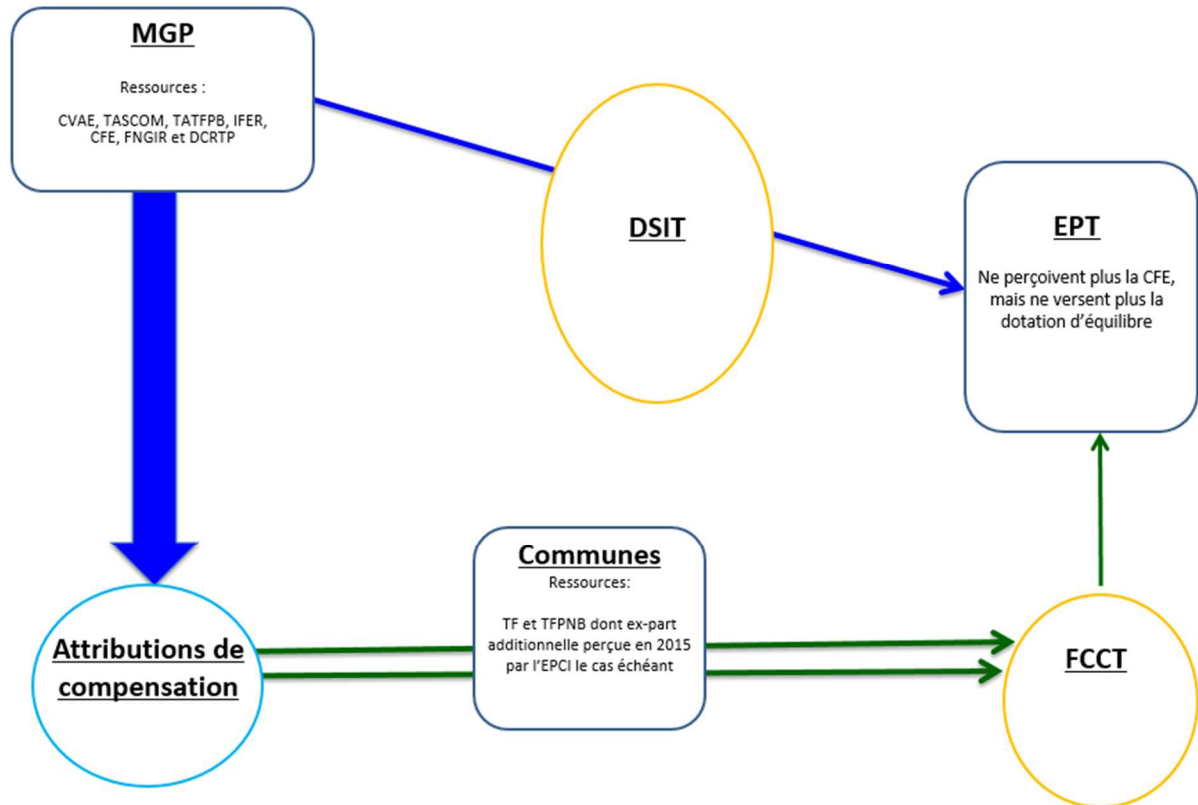 MGP
Ressources :
CVAE, TASCOM, TATFPB, IFER,
CFE, FNGIR et DCRTP
DSIT
EPT
Ne perçoivent plus la CFE,
mais ne versent plus la
dotation d'équilibre
Communes
Ressources:
TF et TFPNB dont ex-part
additionnelle perçue en 2015
par l'EPCI le cas échéant
Attributions de
compensation
FCCT